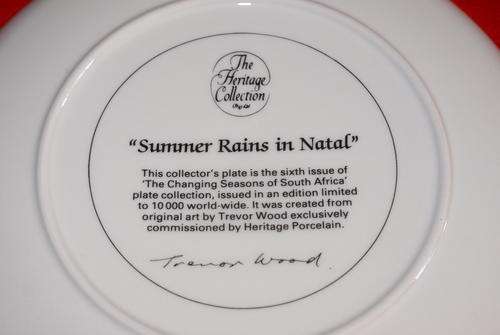 The
Heritage
Collection
(Pty) Ltd
"Summer Rains in Natal"
This collector's plate is the sixth issue of
'The Changing Seasons of South Africa'
plate collection, issued in an edition limited
to 10 000 world-wide. It was created from
original art by Trevor Wood exclusively
commissioned by Heritage Porcelain.
Trevor Wood.